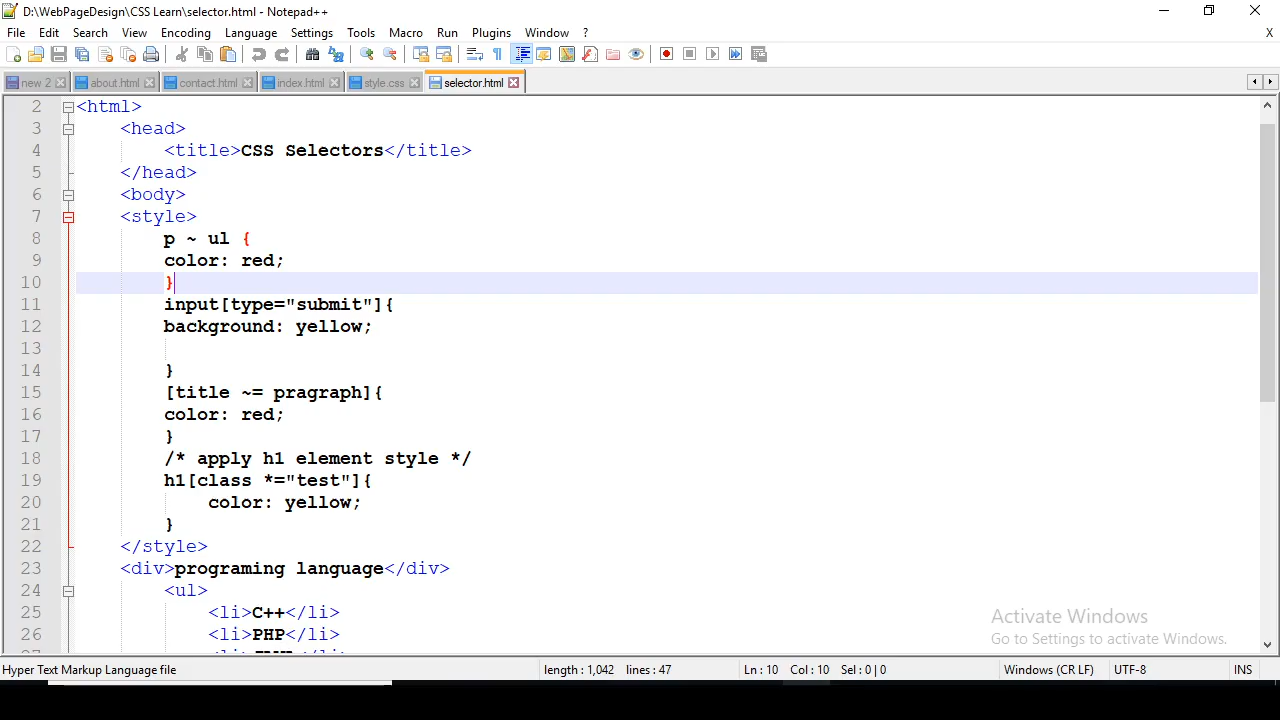 D:\WebPageDesign\CSS Learn\selector.html - Notepad++
File Edit Search View Encoding Language Settings Tools Macro Run Plugins Window ? X
new 2 about.html contact.html index.html style.css selector.html
2 <html>
3 <head>
4 <title>CSS Selectors</title>
5 </head>
6 <body>
7 <style>
8 p ~ ul {
9 color: red;
10 }
11 input[type="submit"]{
12 background: yellow;
13
14 }
15 [title ~= pragraph]{
16 color: red;
17 }
18 /* apply h1 element style */
19 h1[class *="test"]{
20 color: yellow;
21 }
22 </style>
23 <div>programing language</div>
24 <ul>
25 <li>C++</li>
26 <li>PHP</li>
Activate Windows
Go to Settings to activate Windows.
Hyper Text Markup Language file length : 1,042 lines : 47 Ln : 10 Col : 10 Sel : 0 | 0 Windows (CR LF) UTF-8 INS